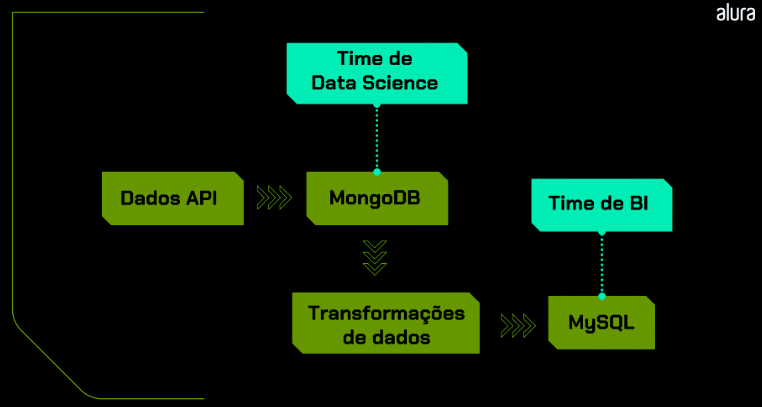 alura
Time de
Data Science
Dados API
MongoDB
Time de BI
Transformações
de dados
MySQL